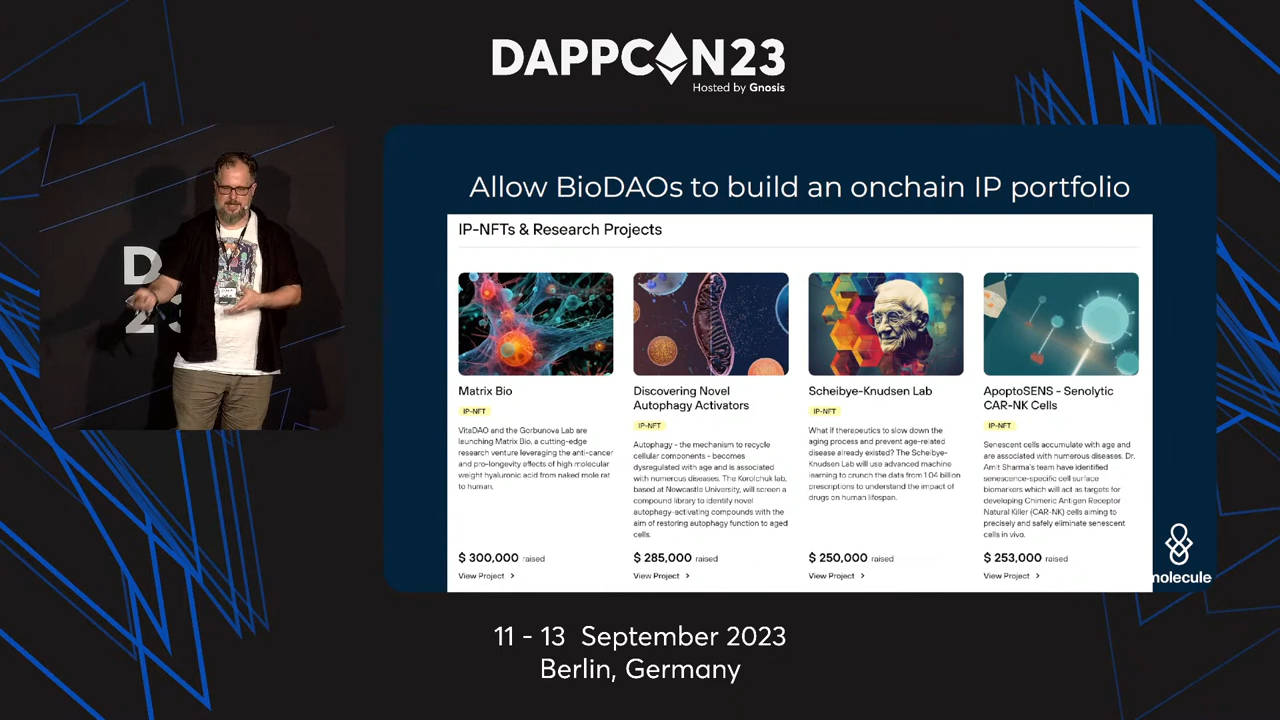 DAPPCON23
Hosted by Gnosis
Allow BioDAOs to build an onchain IP portfolio
IP-NFTs & Research Projects
Matrix Bio
IP-NFT
VitaDAO and the Gorbunova Lab are
launching Matrix Bio, a cutting-edge
research venture leveraging the anti-cancer
and pro-longevity effects of high molecular
weight hyaluronic acid from naked mole rat
to human.
$ 300,000 raised
View Project >
Discovering Novel
Autophagy Activators
IP-NFT
Autophagy - the mechanism to recycle
cellular components - becomes
dysregulated with age and is associated
with numerous diseases. The Korolchuk lab,
based at Newcastle University, will screen a
compound library to identify novel
autophagy-activating compounds with the
aim of restoring autophagy function to aged
cells.
$ 285,000 raised
View Project >
Scheibye-Knudsen Lab
IP-NFT
What if therapeutics to slow down the
aging process and prevent age-related
disease already existed? The Scheibye-
Knudsen Lab will use advanced machine
learning to crunch the data from 1.04 billion
prescriptions to understand the impact of
drugs on human lifespan.
$ 250,000 raised
View Project >
ApoptoSENS - Senolytic
CAR-NK Cells
IP-NFT
Senescent cells accumulate with age and
are associated with numerous diseases. Dr.
Amit Sharma's team have identified
senescence-specific cell surface
biomarkers which will act as targets for
developing Chimeric Antigen Receptor
Natural Killer (CAR-NK) cells aiming to
precisely and safely eliminate senescent
cells in vivo.
$ 253,000 raised
View Project >
molecule
D
23
11 - 13 September 2023
Berlin, Germany